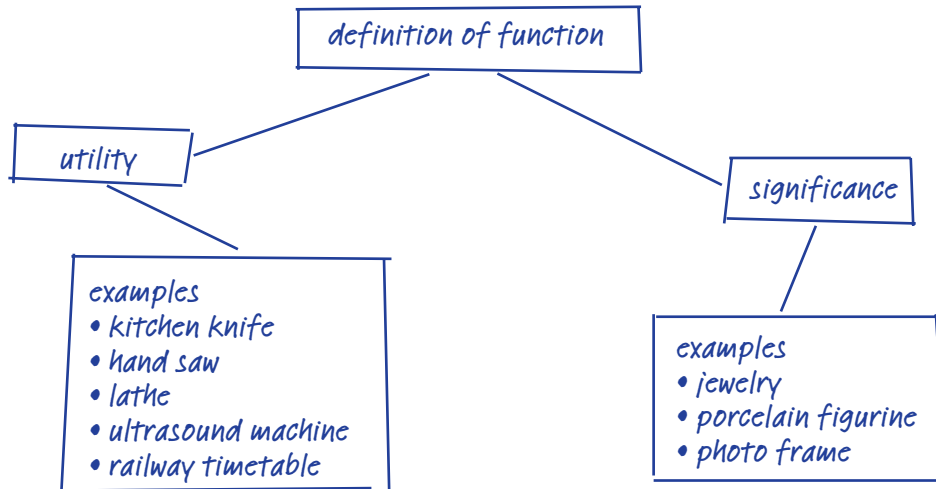 definition of function
utility
significance
examples
• kitchen knife
• hand saw
• lathe
• ultrasound machine
• railway timetable
examples
• jewelry
• porcelain figurine
• photo frame